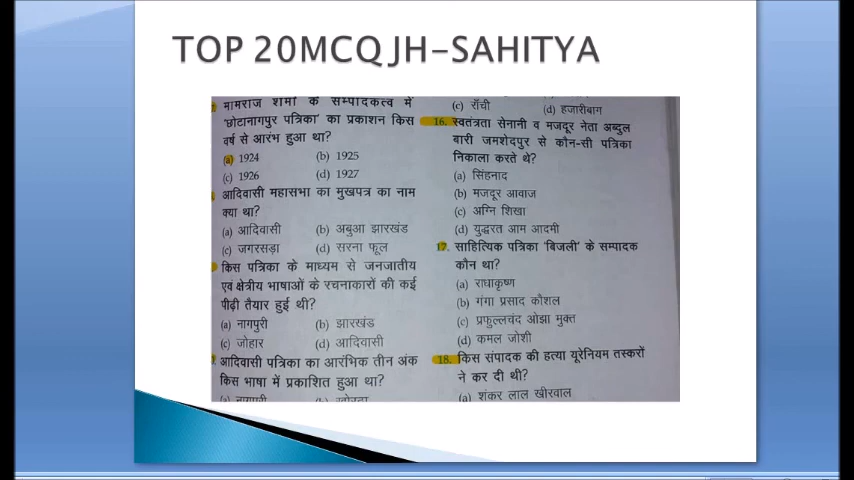 TOP 20MCQ JH-SAHITYA
मामराज शर्मा के सम्पादकत्व में
'छोटानागपुर पत्रिका' का प्रकाशन किस
वर्ष से आरंभ हुआ था?
(a) 1924 (b) 1925
(c) 1926 (d) 1927
आदिवासी महासभा का मुखपत्र का नाम
क्या था?
(a) आदिवासी (b) अबुआ झारखंड
(c) जगरसड़ा (d) सरना फूल
किस पत्रिका के माध्यम से जनजातीय
एवं क्षेत्रीय भाषाओं के रचनाकारों की कई
पीढ़ी तैयार हुई थी?
(a) नागपुरी (b) झारखंड
(c) जोहार (d) आदिवासी
आदिवासी पत्रिका का आरंभिक तीन अंक
किस भाषा में प्रकाशित हुआ था?
(a) नागपुरी (b) खोरठा
(c) राँची (d) हजारीबाग
16. स्वतंत्रता सेनानी व मजदूर नेता अब्दुल
बारी जमशेदपुर से कौन-सी पत्रिका
निकाला करते थे?
(a) सिंहनाद
(b) मजदूर आवाज
(c) अग्नि शिखा
(d) युद्धरत आम आदमी
17. साहित्यिक पत्रिका 'बिजली' के सम्पादक
कौन था?
(a) राधाकृष्ण
(b) गंगा प्रसाद कौशल
(c) प्रफुल्लचंद ओझा मुक्त
(d) कमल जोशी
18. किस संपादक की हत्या यूरेनियम तस्करों
ने कर दी थी?
(a) शंकर लाल खीरवाल